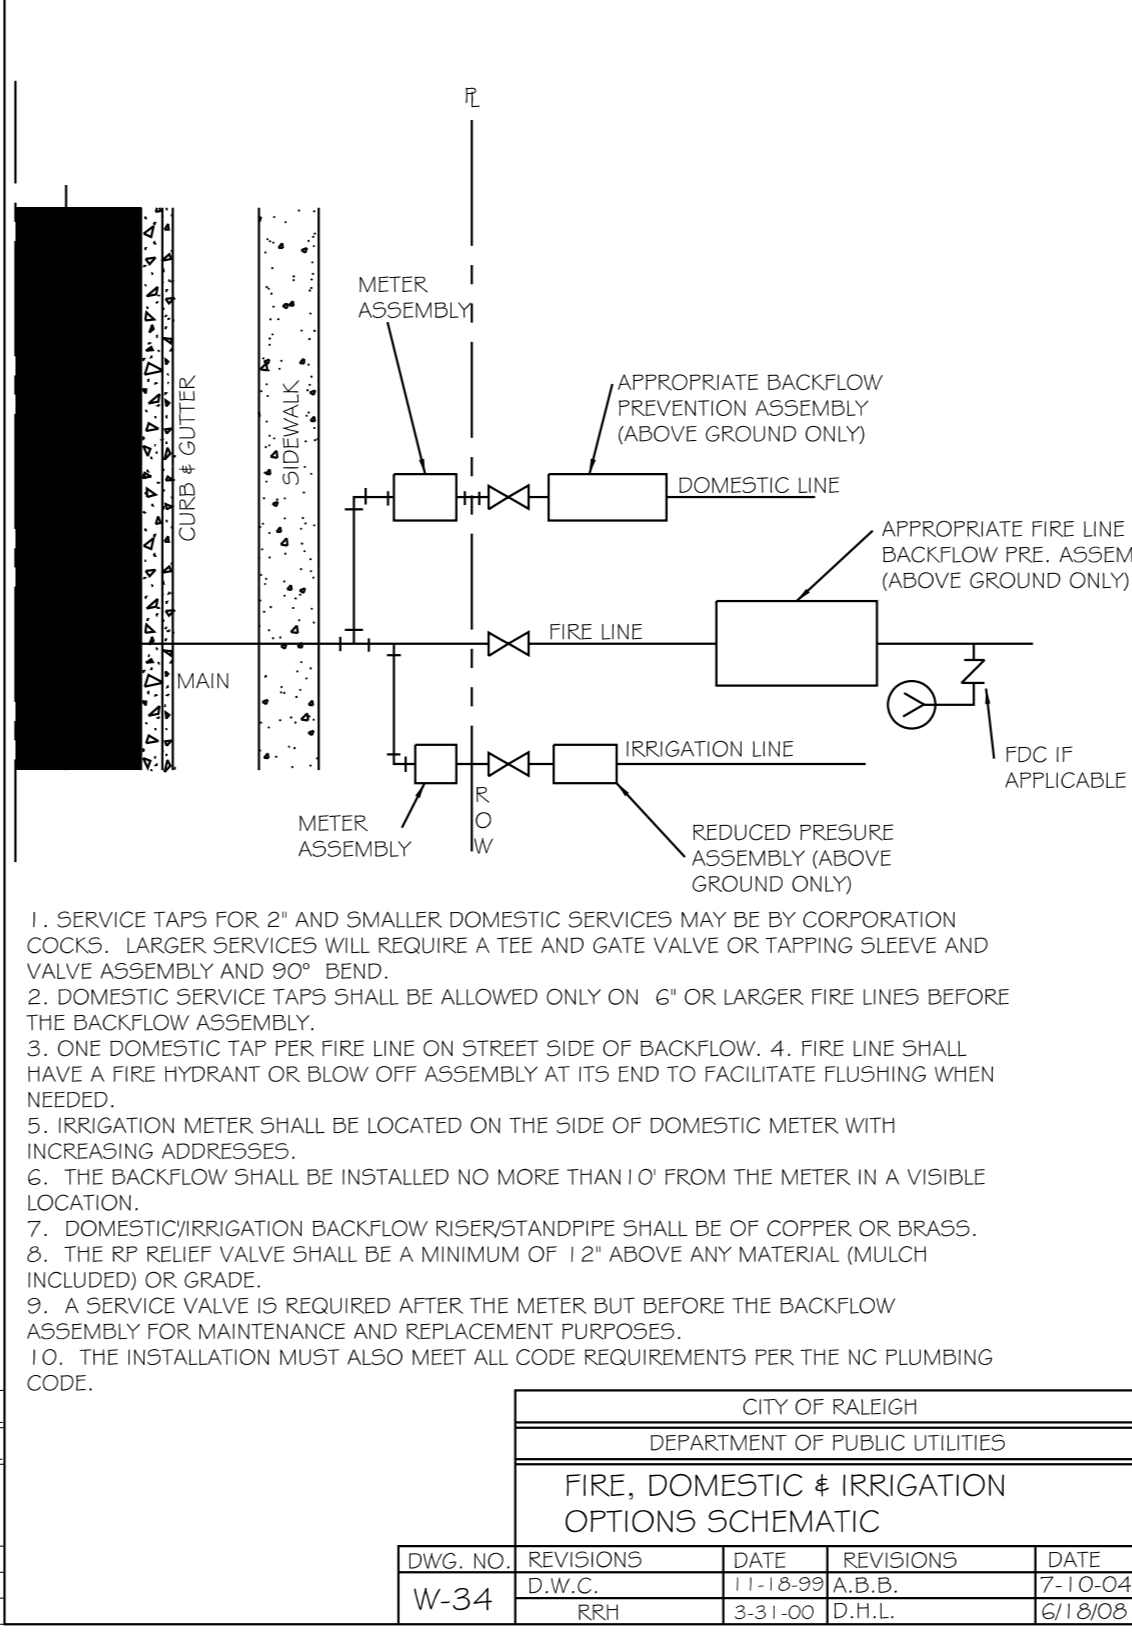 PL
METER
ASSEMBLY
APPROPRIATE BACKFLOW
PREVENTION ASSEMBLY
(ABOVE GROUND ONLY)
CURB & GUTTER
SIDEWALK
DOMESTIC LINE
APPROPRIATE FIRE LINE
BACKFLOW PRE. ASSEM
(ABOVE GROUND ONLY)
FIRE LINE
MAIN
IRRIGATION LINE
FDC IF
APPLICABLE
ROW
METER
ASSEMBLY
REDUCED PRESURE
ASSEMBLY (ABOVE
GROUND ONLY)
1. SERVICE TAPS FOR 2" AND SMALLER DOMESTIC SERVICES MAY BE BY CORPORATION
COCKS. LARGER SERVICES WILL REQUIRE A TEE AND GATE VALVE OR TAPPING SLEEVE AND
VALVE ASSEMBLY AND 90° BEND.
2. DOMESTIC SERVICE TAPS SHALL BE ALLOWED ONLY ON 6" OR LARGER FIRE LINES BEFORE
THE BACKFLOW ASSEMBLY.
3. ONE DOMESTIC TAP PER FIRE LINE ON STREET SIDE OF BACKFLOW. 4. FIRE LINE SHALL
HAVE A FIRE HYDRANT OR BLOW OFF ASSEMBLY AT ITS END TO FACILITATE FLUSHING WHEN
NEEDED.
5. IRRIGATION METER SHALL BE LOCATED ON THE SIDE OF DOMESTIC METER WITH
INCREASING ADDRESSES.
6. THE BACKFLOW SHALL BE INSTALLED NO MORE THAN10' FROM THE METER IN A VISIBLE
LOCATION.
7. DOMESTIC'/IRRIGATION BACKFLOW RISER/STANDPIPE SHALL BE OF COPPER OR BRASS.
8. THE RP RELIEF VALVE SHALL BE A MINIMUM OF 12" ABOVE ANY MATERIAL (MULCH
INCLUDED) OR GRADE.
9. A SERVICE VALVE IS REQUIRED AFTER THE METER BUT BEFORE THE BACKFLOW
ASSEMBLY FOR MAINTENANCE AND REPLACEMENT PURPOSES.
10. THE INSTALLATION MUST ALSO MEET ALL CODE REQUIREMENTS PER THE NC PLUMBING
CODE.
CITY OF RALEIGH
DEPARTMENT OF PUBLIC UTILITIES
FIRE, DOMESTIC & IRRIGATION
OPTIONS SCHEMATIC
DWG. NO. REVISIONS DATE REVISIONS DATE
W-34 D.W.C. 11-18-99 A.B.B. 7-10-04
RRH 3-31-00 D.H.L. 6/18/08